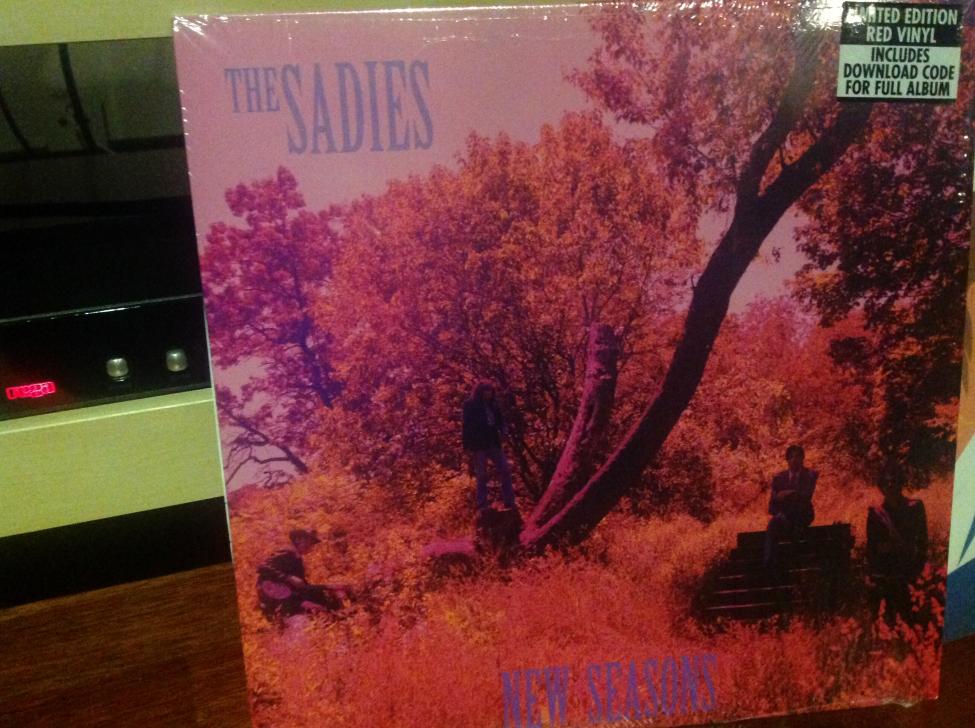 THE SADIES
LIMITED EDITION
RED VINYL
INCLUDES
DOWNLOAD CODE
FOR FULL ALBUM
NEW SEASONS